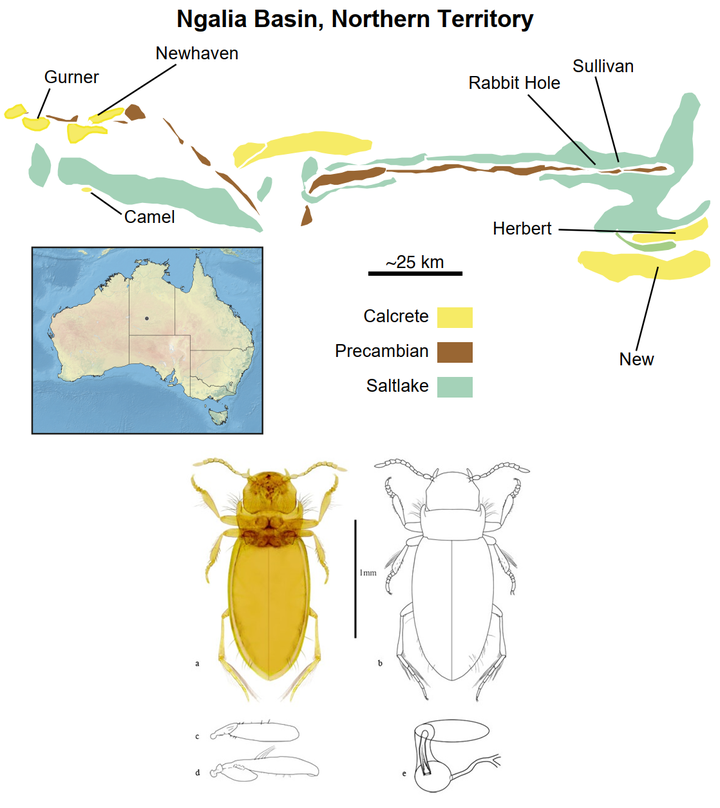 Ngalia Basin, Northern Territory
Newhaven
Gurner
Sullivan
Rabbit Hole
Camel
Herbert
~25 km
Calcrete
Precambian
Saltlake
New
1mm
a
b
c
d
e